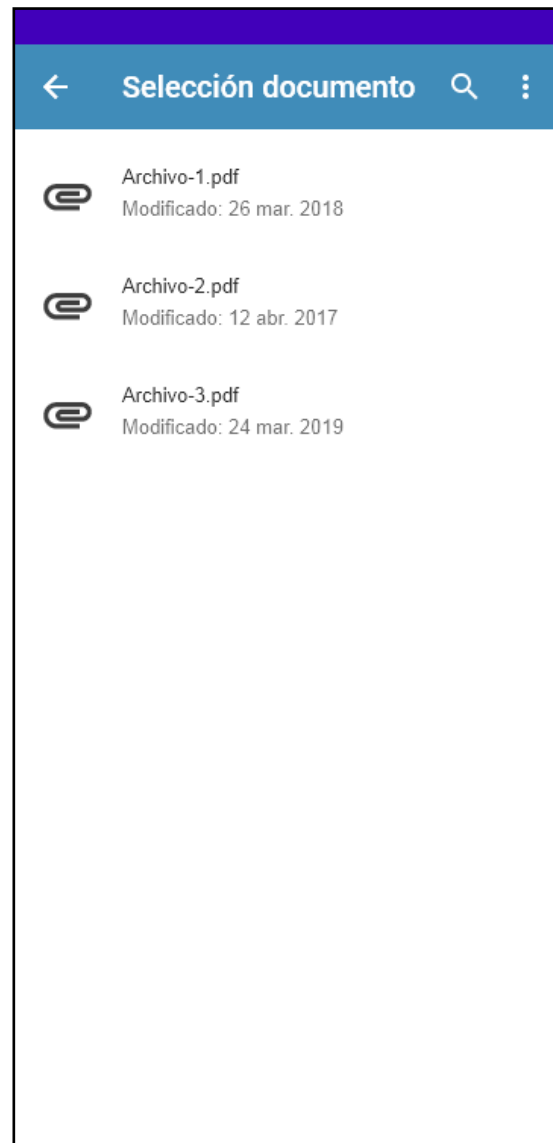 Selección documento
Archivo-1.pdf
Modificado: 26 mar. 2018
Archivo-2.pdf
Modificado: 12 abr. 2017
Archivo-3.pdf
Modificado: 24 mar. 2019